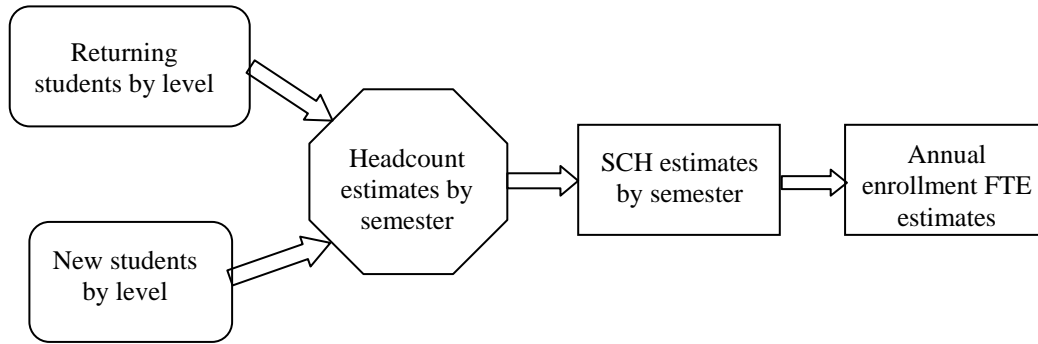 Returning
students by level
New students
by level
Headcount
estimates by
semester
SCH estimates
by semester
Annual
enrollment FTE
estimates